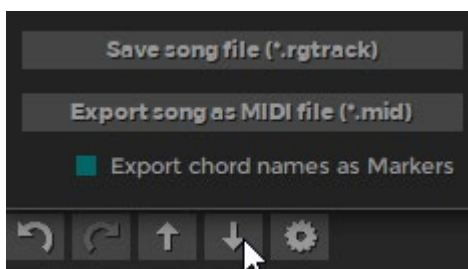 Save song file (*.rgtrack)
Export song as MIDI file (*.mid)
Export chord names as Markers